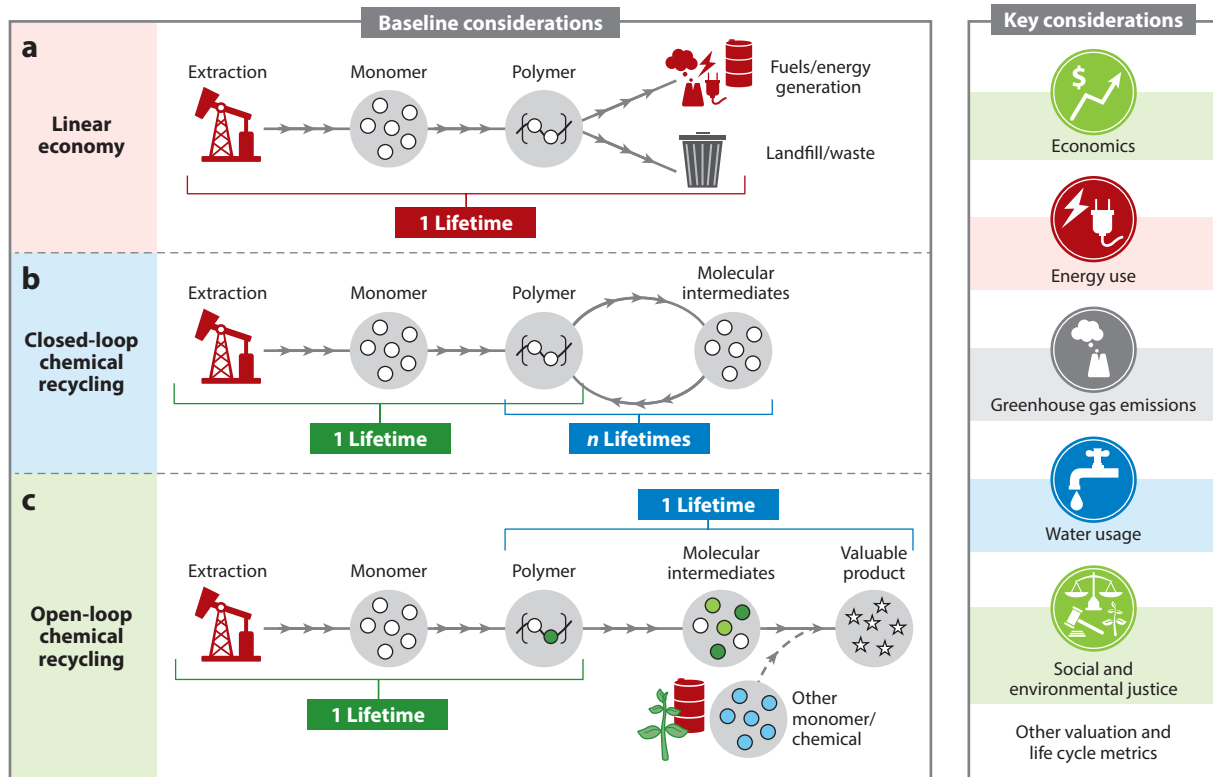 Baseline considerations
a
Linear
economy
Extraction
Monomer
Polymer
Fuels/energy
generation
Landfill/waste
1 Lifetime
b
Closed-loop
chemical
recycling
Extraction
Monomer
Polymer
Molecular
intermediates
1 Lifetime
n Lifetimes
c
Open-loop
chemical
recycling
1 Lifetime
Extraction
Monomer
Polymer
Molecular
intermediates
Valuable
product
1 Lifetime
Other
monomer/
chemical
Key considerations
$
Economics
Energy use
Greenhouse gas emissions
Water usage
Social and
environmental justice
Other valuation and
life cycle metrics